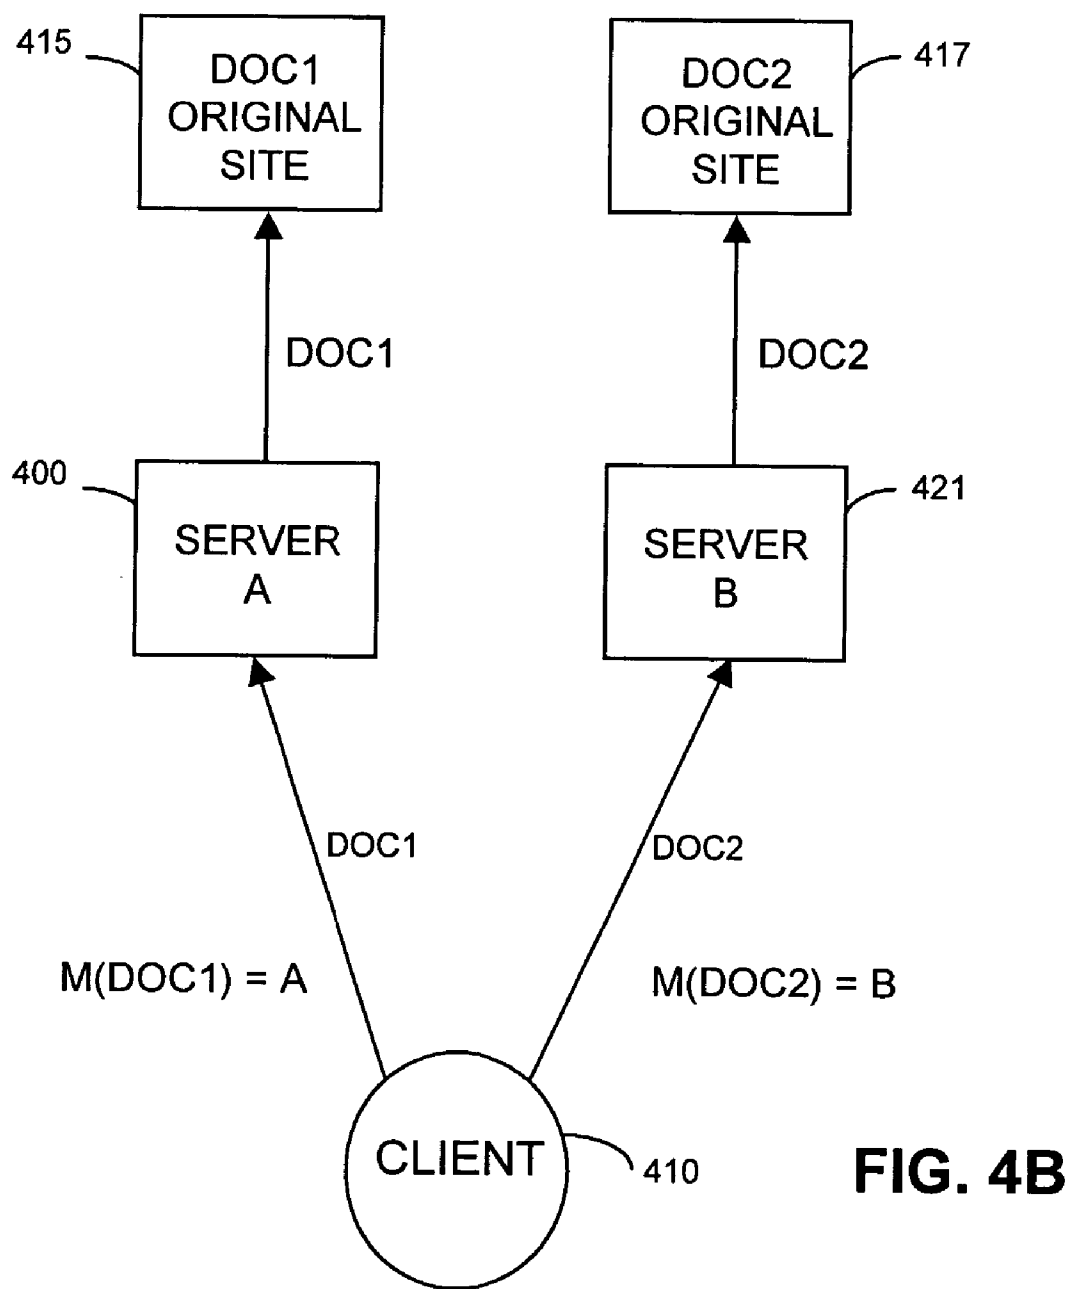 415
DOC1
ORIGINAL
SITE
DOC2
ORIGINAL
SITE
417
DOC1
DOC2
400
SERVER
A
SERVER
B
421
DOC1
DOC2
M(DOC1) = A
M(DOC2) = B
CLIENT
410
FIG. 4B